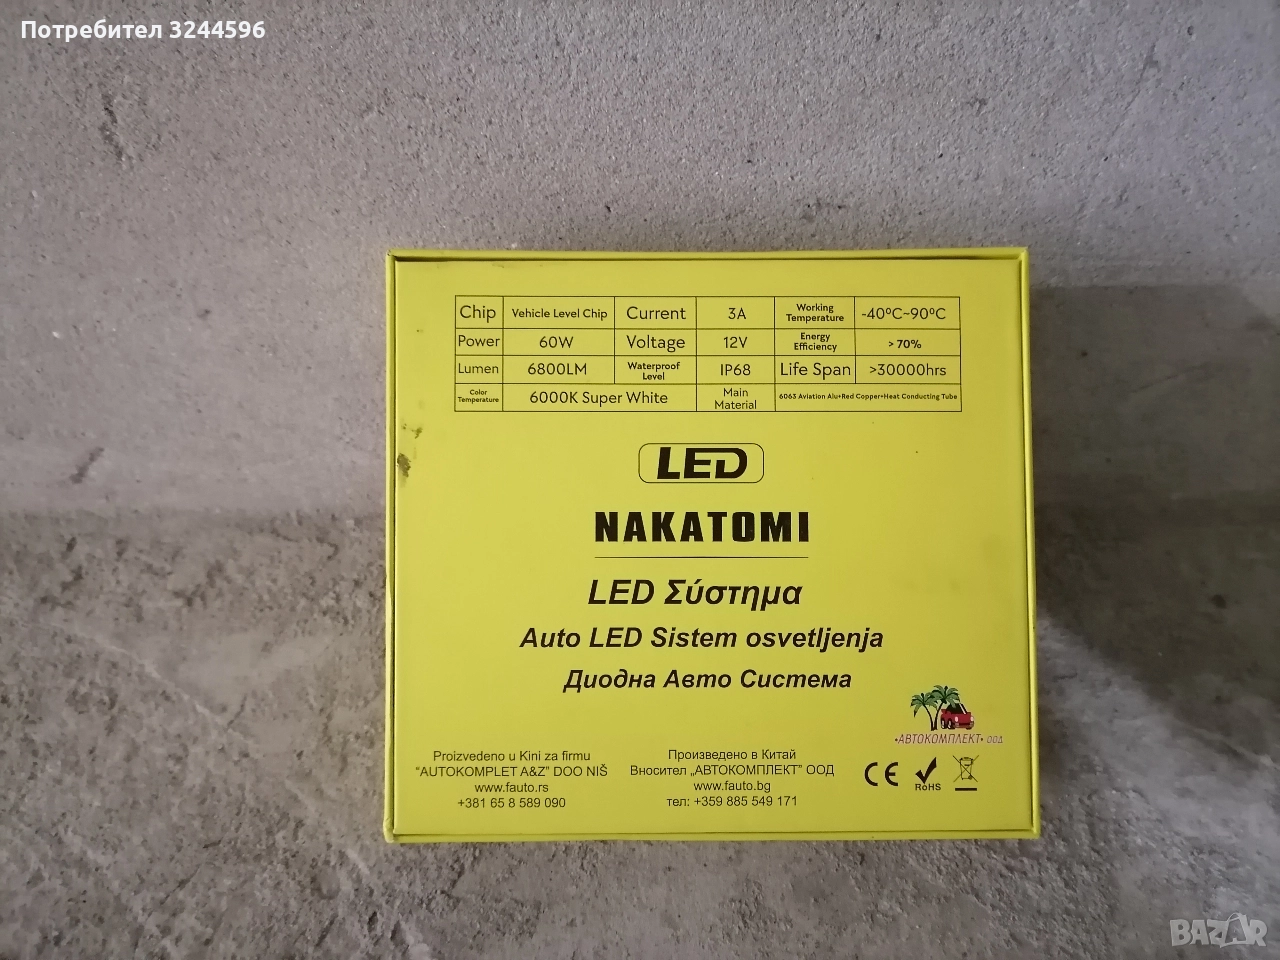 Потребител 3244596
Chip Vehicle Level Chip Current 3A Working Temperature -40ºC~90ºC
Power 60W Voltage 12V Energy Efficiency > 70%
Lumen 6800LM Waterproof Level IP68 Life Span >30000hrs
Color Temperature 6000K Super White Main Material 6063 Aviation Alu+Red Copper+Heat Conducting Tube
LED
NAKATOMI
LED Σύστημα
Auto LED Sistem osvetljenja
Диодна Авто Система
•АВТОКОМПЛЕКТ• ООД
Proizvedeno u Kini za firmu
"AUTOKOMPLET A&Z" DOO NIŠ
www.fauto.rs
+381 65 8 589 090
Произведено в Китай
Вносител „АВТОКОМПЛЕКТ" ООД
www.fauto.bg
тел: +359 885 549 171
CE
RoHS
BAZAR